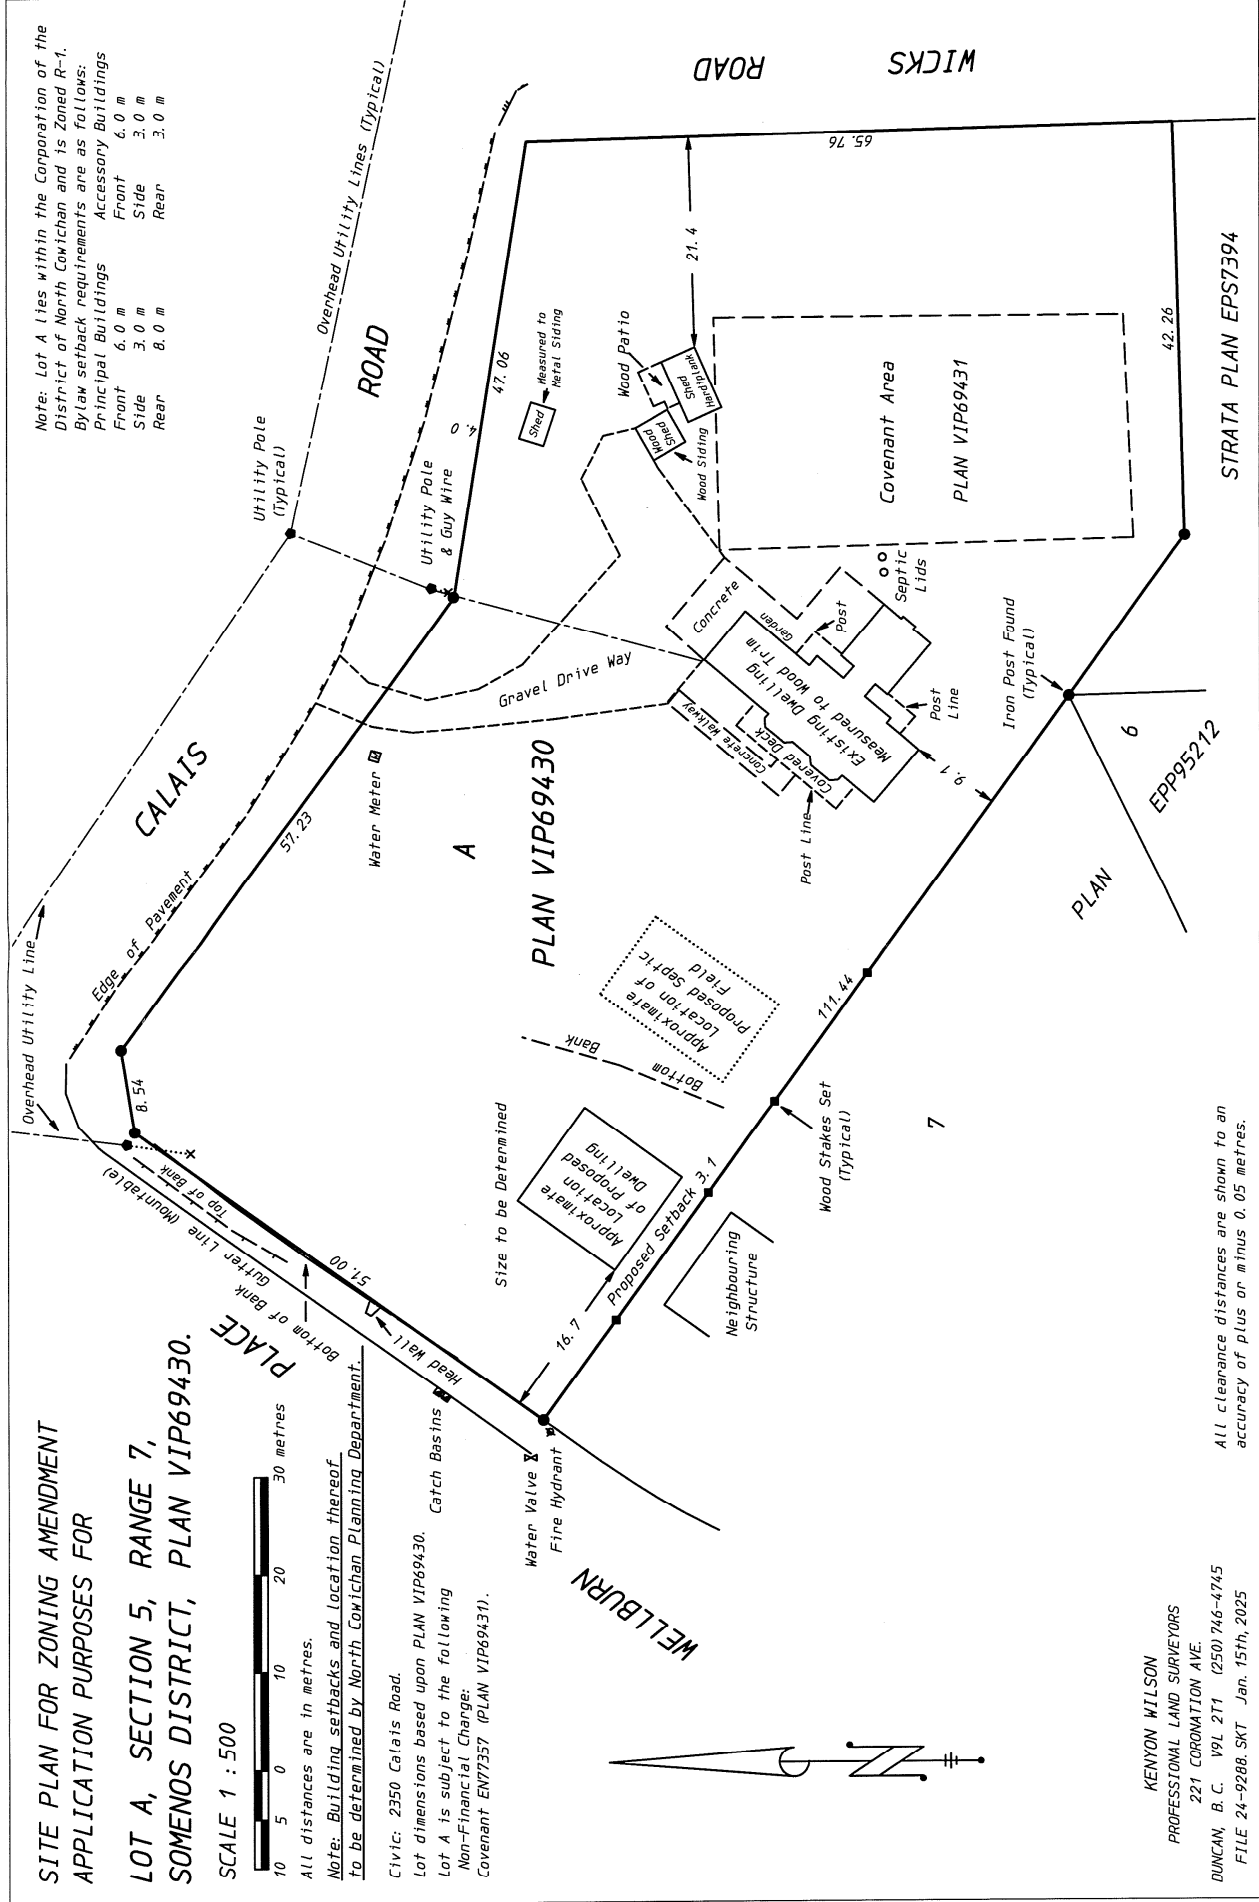 SITE PLAN FOR ZONING AMENDMENT
APPLICATION PURPOSES FOR
LOT A, SECTION 5, RANGE 7,
SOMENOS DISTRICT, PLAN VIP69430.
SCALE 1 : 500
10 5 0 10 20 30 metres
All distances are in metres.
Note: Building setbacks and location thereof
to be determined by North Cowichan Planning Department.
Civic: 2350 Calais Road.
Lot dimensions based upon PLAN VIP69430.
Lot A is subject to the following
Non-Financial Charge:
Covenant EN77357 (PLAN VIP69431).
Note: Lot A lies within the Corporation of the
District of North Cowichan and is Zoned R-1.
Bylaw setback requirements are as follows:
Principal Buildings Accessory Buildings
Front 6.0 m Front 6.0 m
Side 3.0 m Side 3.0 m
Rear 8.0 m Rear 3.0 m
Overhead Utility Line
Overhead Utility Lines (Typical)
Utility Pole
(Typical)
Utility Pole
& Guy Wire
CALAIS
ROAD
Edge of Pavement
8.54
57.23
4.0
47.06
Top of Bank
Gutter Line (Mountable)
Bottom of Bank
51.00
Head Wall
PLACE
WELLBURN
Catch Basins
Water Valve
Fire Hydrant
Water Meter
A
PLAN VIP69430
Gravel Drive Way
Shed
Measured to
Metal Siding
Wood Patio
Shed
Hardiplank
Wood
Shed
Wood Siding
21.4
65.76
WICKS
ROAD
Covenant Area
PLAN VIP69431
Septic
Lids
Concrete
Garden
Post
Existing Dwelling
Measured to Wood Trim
Covered Deck
Concrete Walkway
Post Line
Post
Line
9.1
Iron Post Found
(Typical)
42.26
STRATA PLAN EPS7394
6
PLAN
EPP95212
Approximate
Location of
Proposed Septic
Field
Bottom
Bank
111.44
Size to be Determined
Approximate
Location
of Proposed
Dwelling
Proposed Setback 3.1
16.7
Wood Stakes Set
(Typical)
Neighbouring
Structure
7
KENYON WILSON
PROFESSIONAL LAND SURVEYORS
221 CORONATION AVE.
DUNCAN, B.C. V9L 2T1 (250) 746-4745
FILE 24-9288.SKT Jan. 15th, 2025
All clearance distances are shown to an
accuracy of plus or minus 0.05 metres.